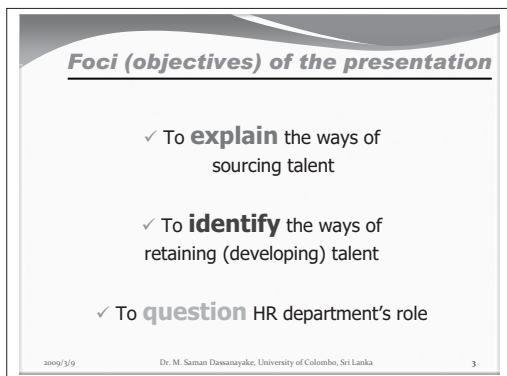 Foci (objectives) of the presentation
✓ To explain the ways of
sourcing talent
✓ To identify the ways of
retaining (developing) talent
✓ To question HR department's role
2009/3/9 Dr. M. Saman Dassanayake, University of Colombo, Sri Lanka 3